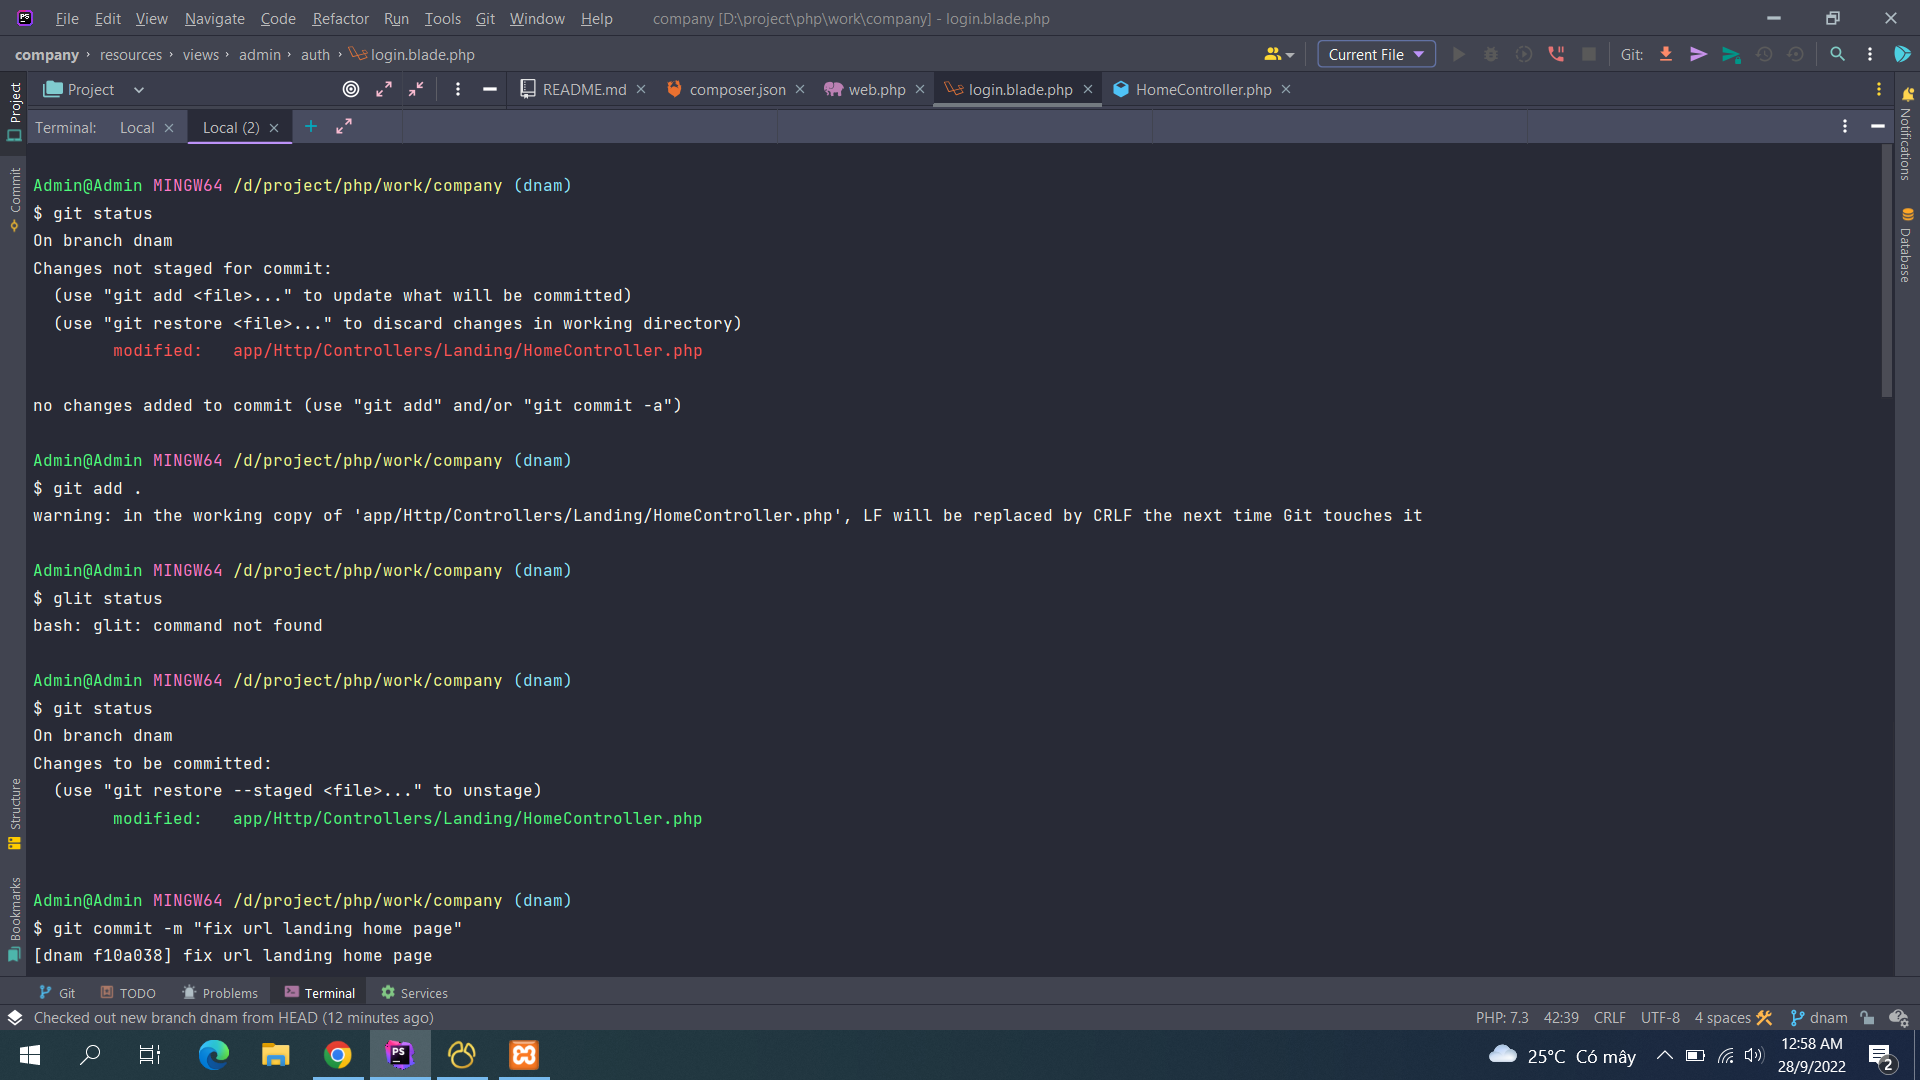 PS File Edit View Navigate Code Refactor Run Tools Git Window Help company [D:\project\php\work\company] - login.blade.php
company › resources › views › admin › auth › login.blade.php Current File Git:
Project Project README.md composer.json web.php login.blade.php HomeController.php
Terminal: Local Local (2)
Commit
Notifications
Database
Admin@Admin MINGW64 /d/project/php/work/company (dnam)
$ git status
On branch dnam
Changes not staged for commit:
(use "git add <file>..." to update what will be committed)
(use "git restore <file>..." to discard changes in working directory)
modified: app/Http/Controllers/Landing/HomeController.php
no changes added to commit (use "git add" and/or "git commit -a")
Admin@Admin MINGW64 /d/project/php/work/company (dnam)
$ git add .
warning: in the working copy of 'app/Http/Controllers/Landing/HomeController.php', LF will be replaced by CRLF the next time Git touches it
Admin@Admin MINGW64 /d/project/php/work/company (dnam)
$ glit status
bash: glit: command not found
Admin@Admin MINGW64 /d/project/php/work/company (dnam)
$ git status
On branch dnam
Changes to be committed:
(use "git restore --staged <file>..." to unstage)
modified: app/Http/Controllers/Landing/HomeController.php
Structure
Bookmarks
Admin@Admin MINGW64 /d/project/php/work/company (dnam)
$ git commit -m "fix url landing home page"
[dnam f10a038] fix url landing home page
Git TODO Problems Terminal Services
Checked out new branch dnam from HEAD (12 minutes ago) PHP: 7.3 42:39 CRLF UTF-8 4 spaces dnam
PS 25°C Có mây 12:58 AM
28/9/2022 2